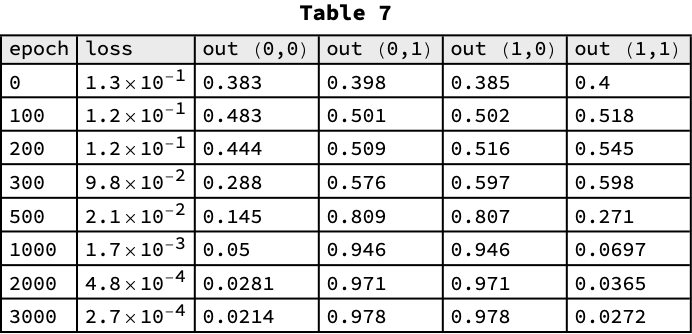 Table 7
epoch loss out (0,0) out (0,1) out (1,0) out (1,1)
0 1.3×10⁻¹ 0.383 0.398 0.385 0.4
100 1.2×10⁻¹ 0.483 0.501 0.502 0.518
200 1.2×10⁻¹ 0.444 0.509 0.516 0.545
300 9.8×10⁻² 0.288 0.576 0.597 0.598
500 2.1×10⁻² 0.145 0.809 0.807 0.271
1000 1.7×10⁻³ 0.05 0.946 0.946 0.0697
2000 4.8×10⁻⁴ 0.0281 0.971 0.971 0.0365
3000 2.7×10⁻⁴ 0.0214 0.978 0.978 0.0272